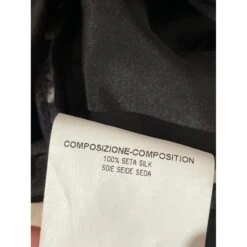 COMPOSIZIONE-COMPOSITION
100% SETA SILK
SOIE SEIDE SEDA